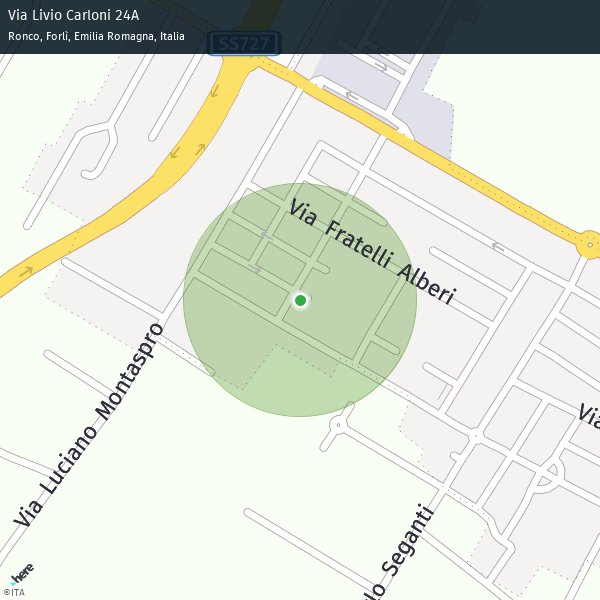 Via Livio Carloni 24A
Ronco, Forlì, Emilia Romagna, Italia
SS727
Via Fratelli Alberi
Via Luciano Montaspro
Via
lo Seganti
here
©ITA